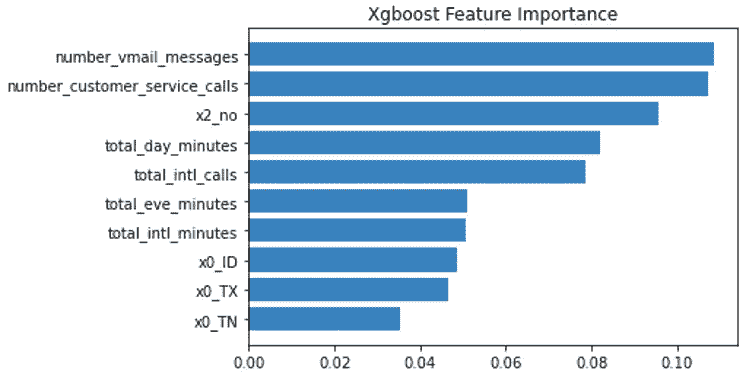 Xgboost Feature Importance
number_vmail_messages
number_customer_service_calls
x2_no
total_day_minutes
total_intl_calls
total_eve_minutes
total_intl_minutes
x0_ID
x0_TX
x0_TN
0.00 0.02 0.04 0.06 0.08 0.10